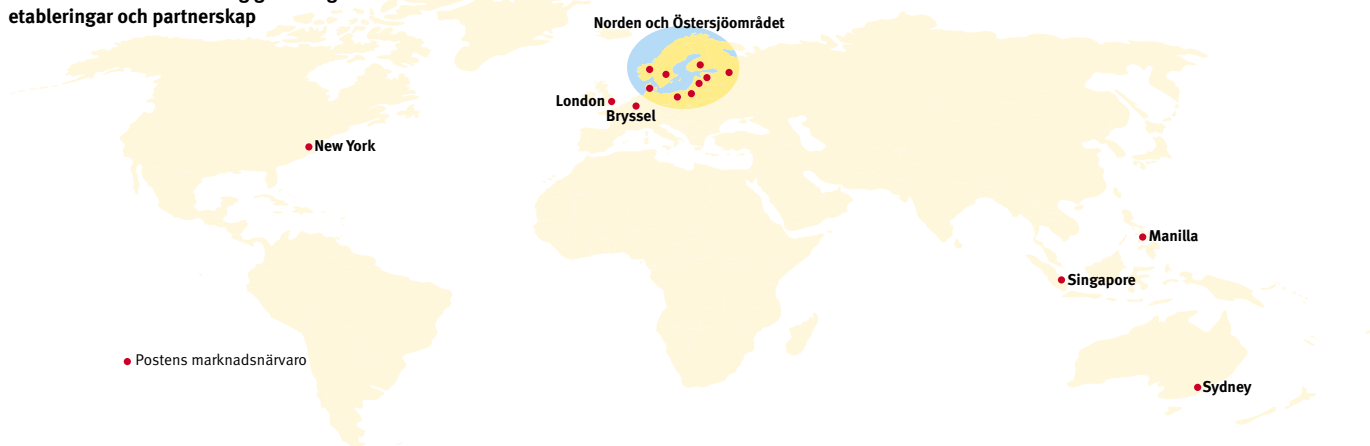 etableringar och partnerskap
Norden och Östersjöområdet
London
Bryssel
New York
Manilla
Singapore
Postens marknadsnärvaro
Sydney